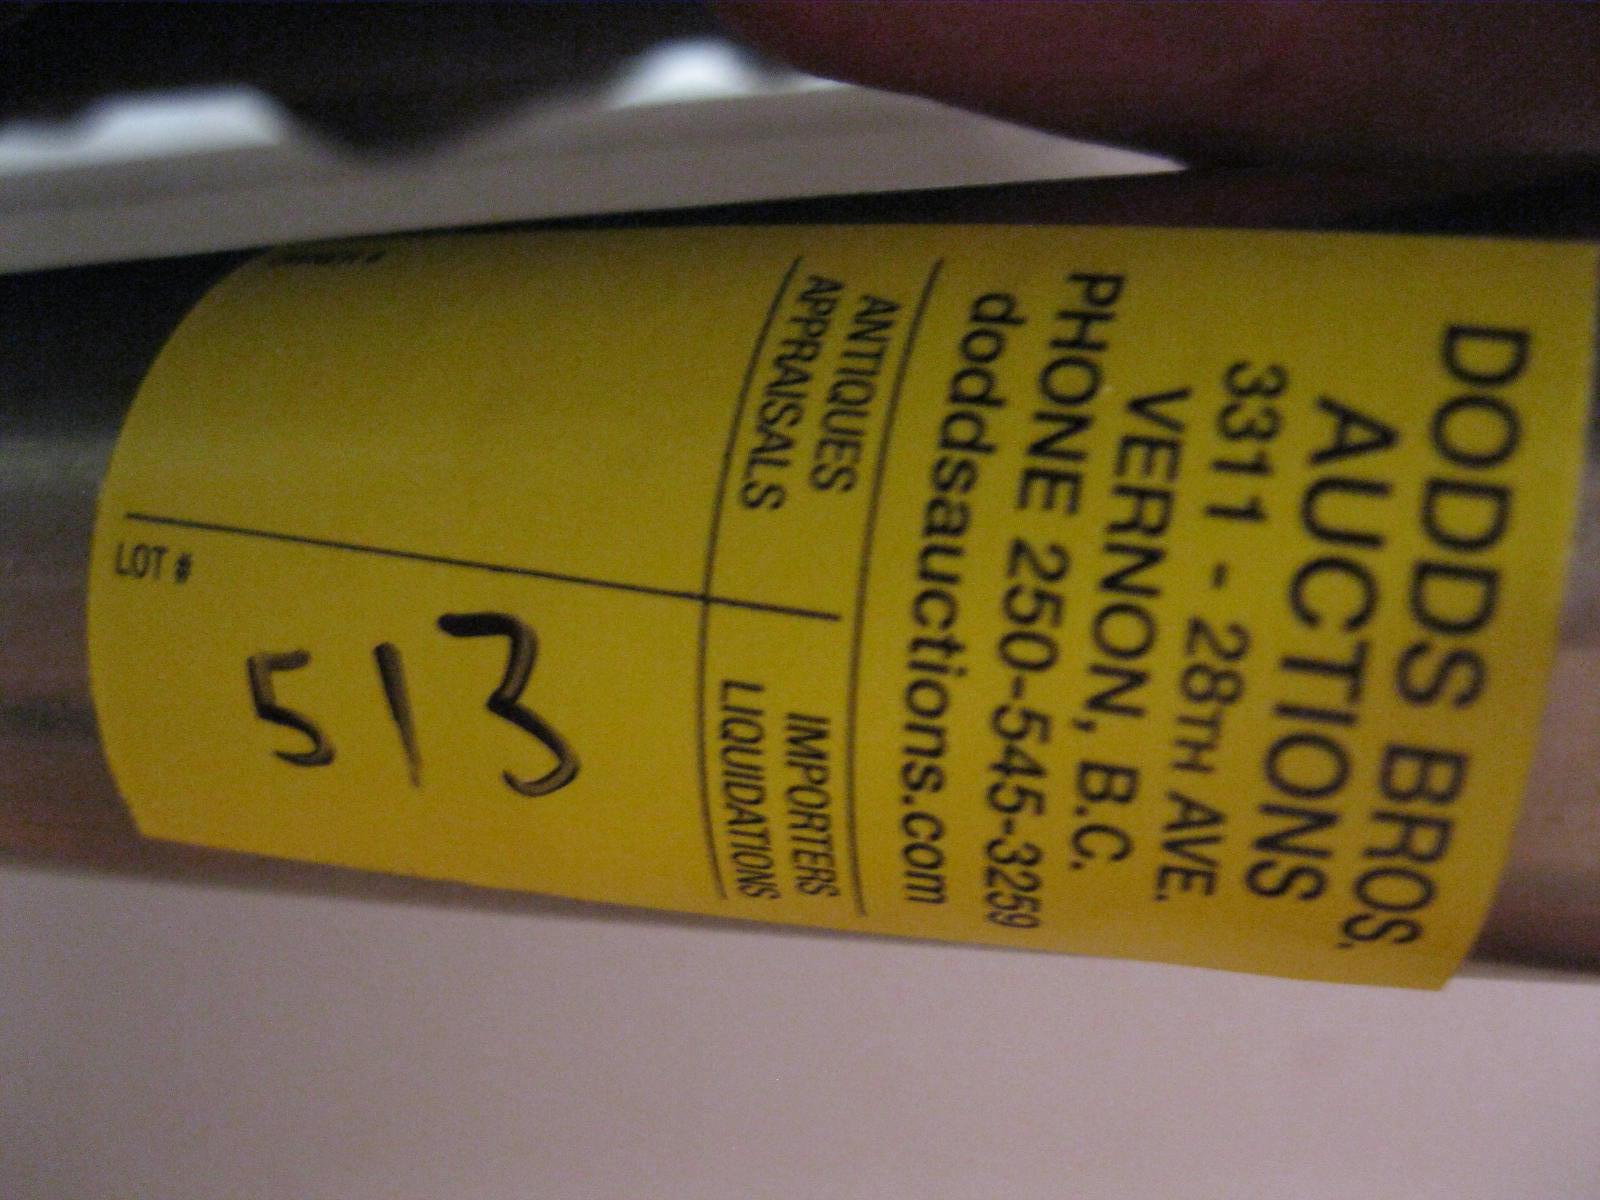 DODDS BROS.
AUCTIONS
3311 - 28TH AVE.
VERNON, B.C.
PHONE 250-545-3259
doddsauctions.com
ANTIQUES
APPRAISALS
IMPORTERS
LIQUIDATIONS
LOT #
513